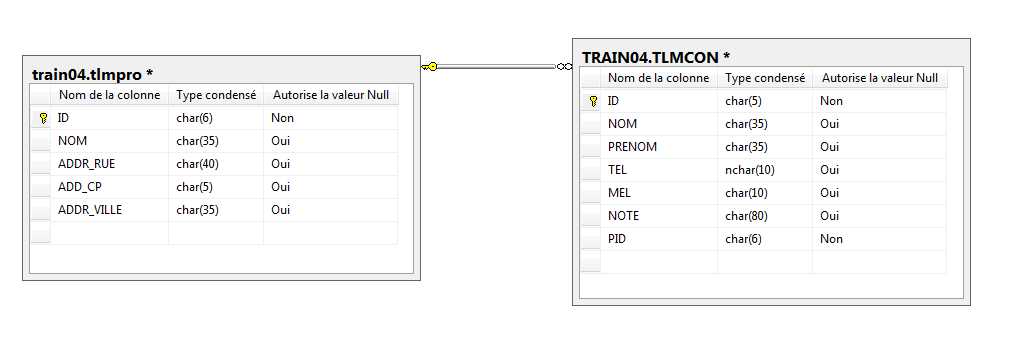 train04.tlmpro *
Nom de la colonne Type condensé Autorise la valeur Null
ID char(6) Non
NOM char(35) Oui
ADDR_RUE char(40) Oui
ADD_CP char(5) Oui
ADDR_VILLE char(35) Oui
TRAIN04.TLMCON *
Nom de la colonne Type condensé Autorise la valeur Null
ID char(5) Non
NOM char(35) Oui
PRENOM char(35) Oui
TEL nchar(10) Oui
MEL char(10) Oui
NOTE char(80) Oui
PID char(6) Non